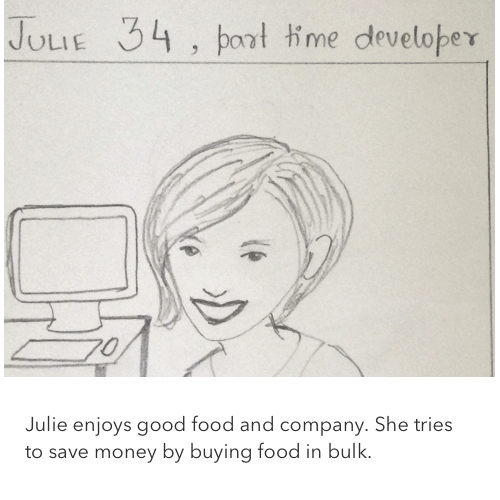 JULIE 34, part time developer
Julie enjoys good food and company. She tries
to save money by buying food in bulk.